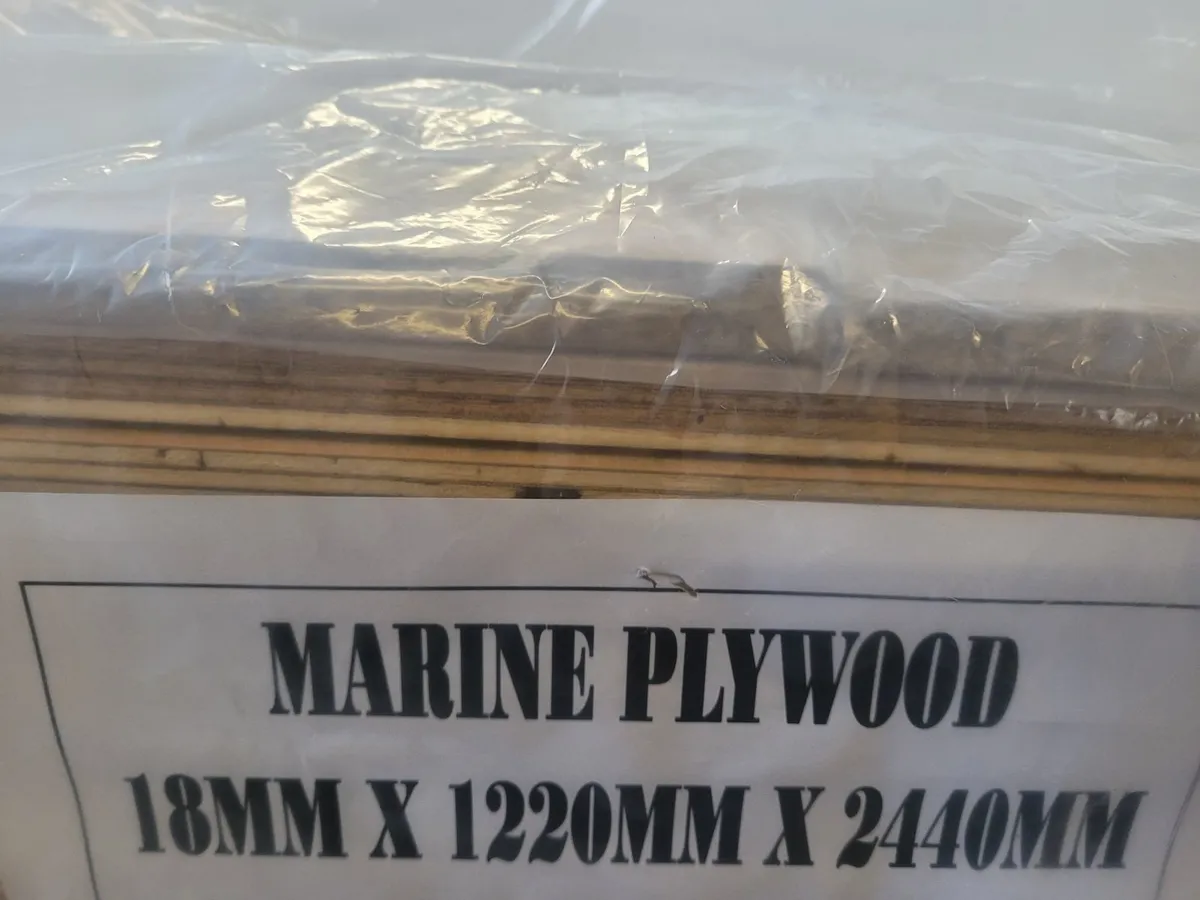 MARINE PLYWOOD
18MM X 1220MM X 2440MM